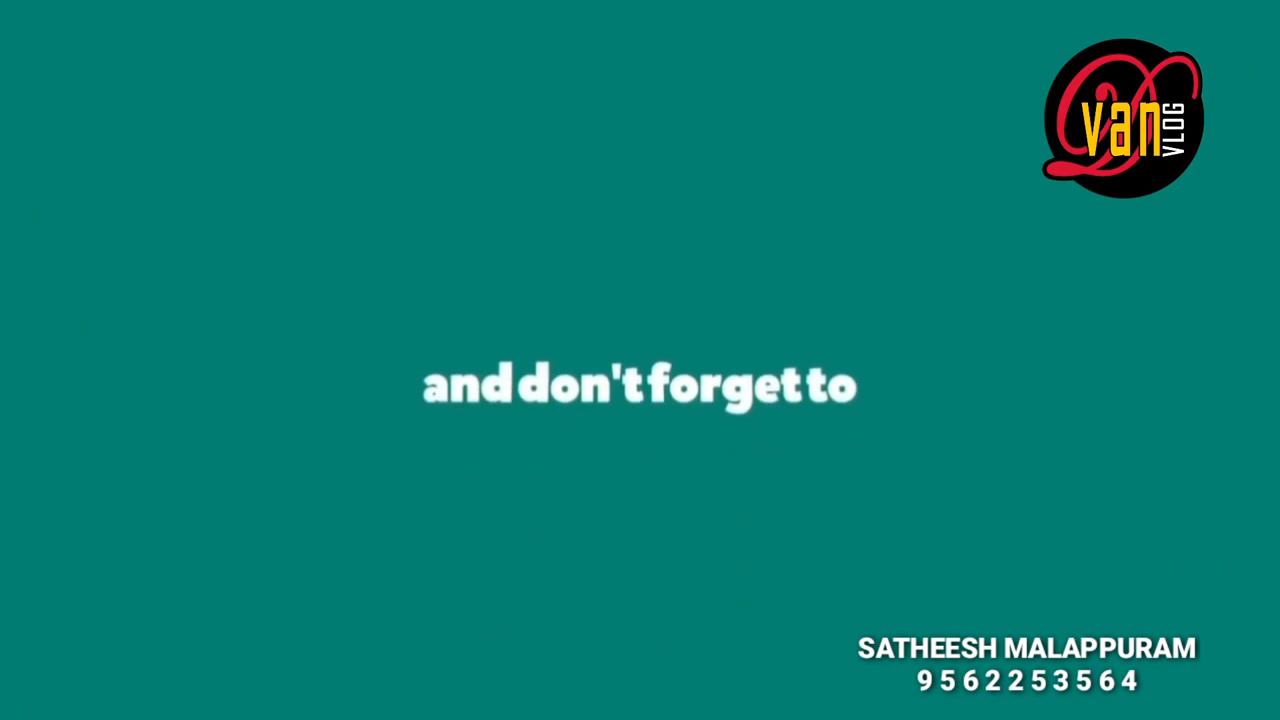 D
van
VLOG
and don't forget to
SATHEESH MALAPPURAM
9562253564